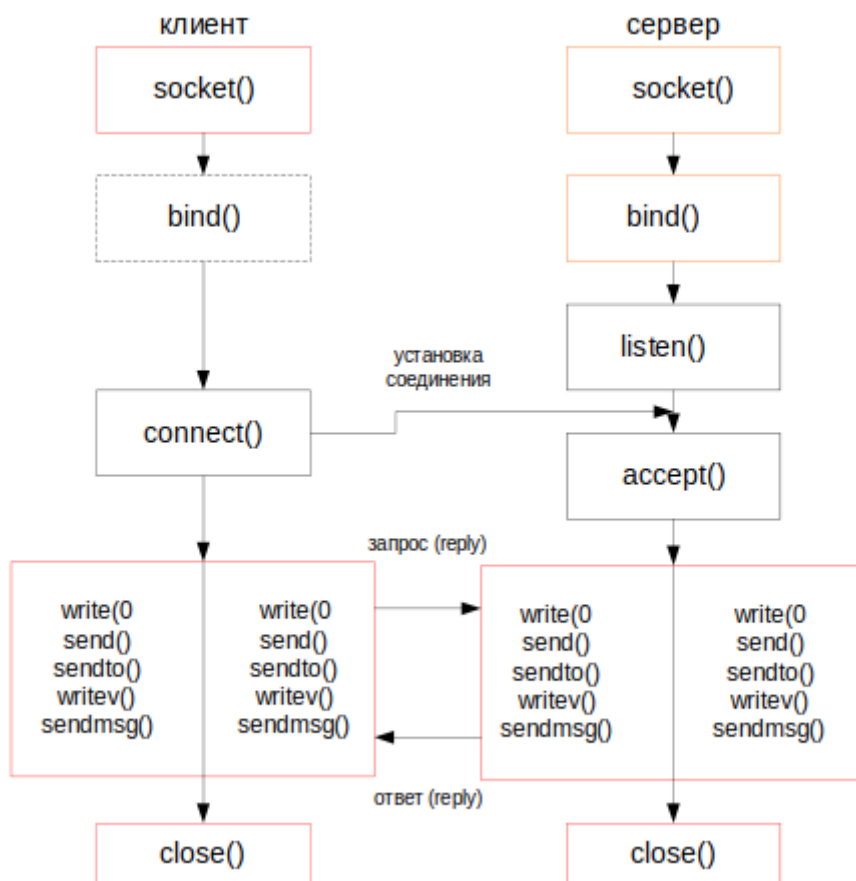 клиент
сервер
socket()
socket()
bind()
bind()
listen()
установка
соединения
connect()
accept()
запрос (reply)
write(0
send()
sendto()
writev()
sendmsg()
write(0
send()
sendto()
writev()
sendmsg()
write(0
send()
sendto()
writev()
sendmsg()
write(0
send()
sendto()
writev()
sendmsg()
ответ (reply)
close()
close()